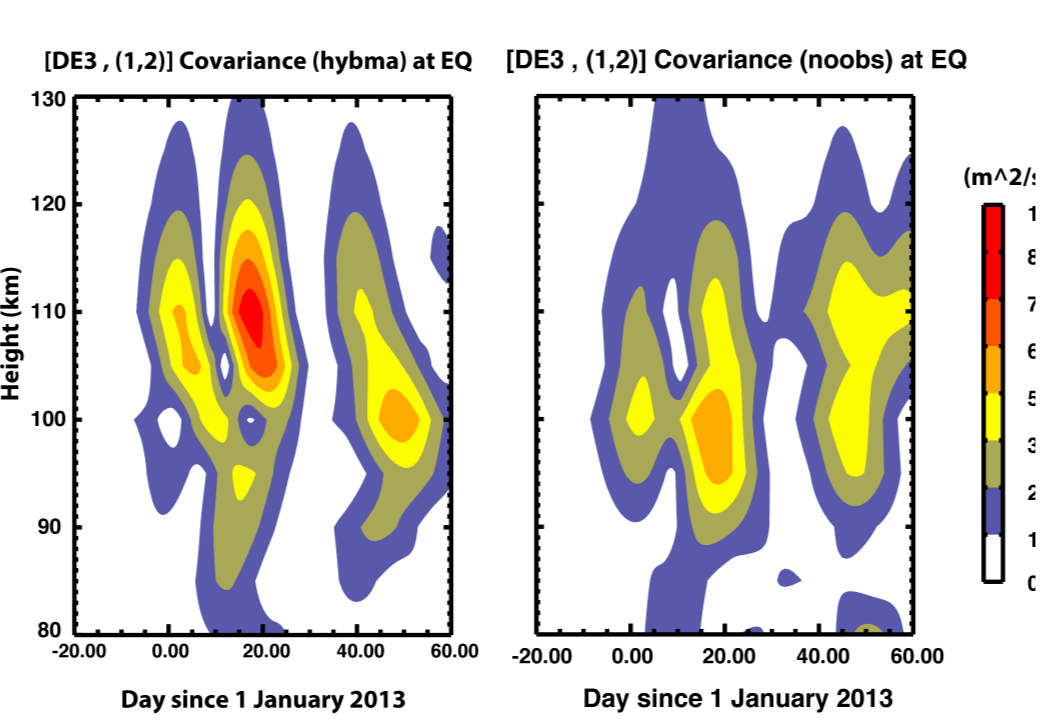 [DE3 , (1,2)] Covariance (hybma) at EQ
[DE3 , (1,2)] Covariance (noobs) at EQ
130
120
110
100
90
80
Height (km)
-20.00 0.00 20.00 40.00 60.00
-20.00 0.00 20.00 40.00 60.00
Day since 1 January 2013
Day since 1 January 2013
(m^2/s
1
8
7
6
5
3
2
1
0